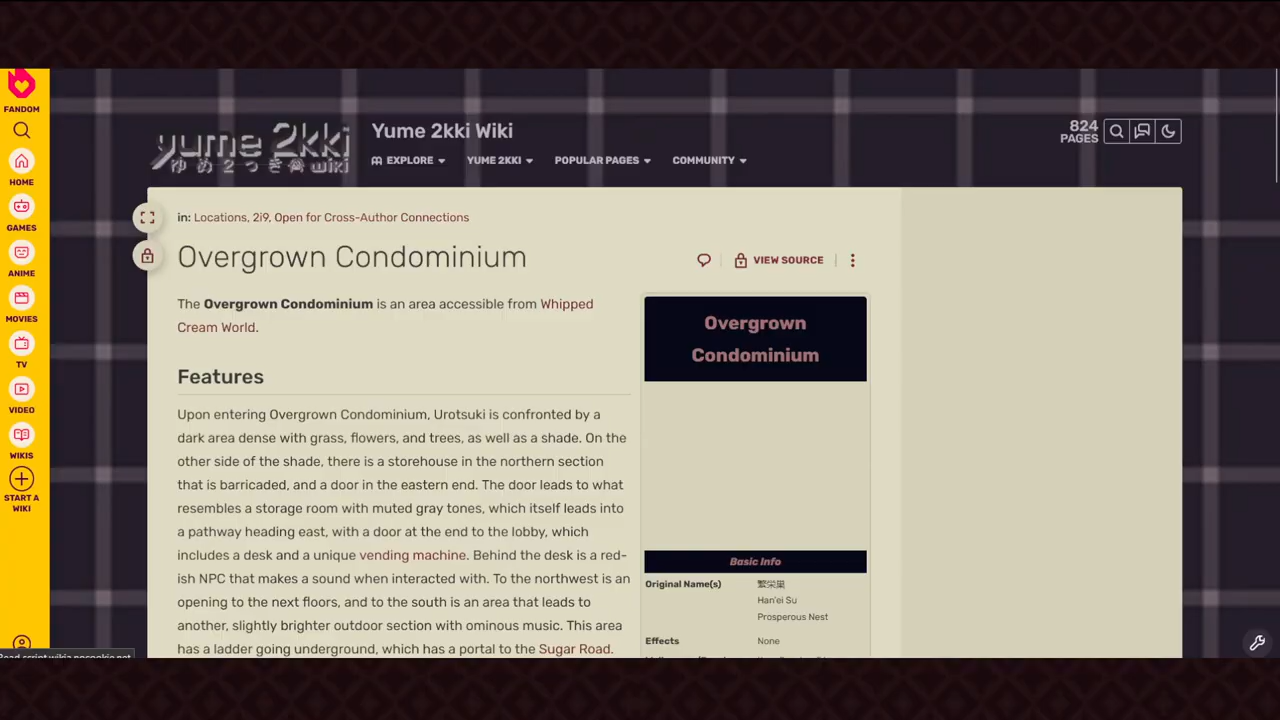 FANDOM
HOME
GAMES
ANIME
MOVIES
TV
VIDEO
WIKIS
START A
WIKI
yume 2kki
ゆめ2っき wiki
Yume 2kki Wiki
EXPLORE
YUME 2KKI
POPULAR PAGES
COMMUNITY
824
PAGES
in: Locations, 2i9, Open for Cross-Author Connections
Overgrown Condominium
VIEW SOURCE
The Overgrown Condominium is an area accessible from Whipped
Cream World.
Features
Upon entering Overgrown Condominium, Urotsuki is confronted by a
dark area dense with grass, flowers, and trees, as well as a shade. On the
other side of the shade, there is a storehouse in the northern section
that is barricaded, and a door in the eastern end. The door leads to what
resembles a storage room with muted gray tones, which itself leads into
a pathway heading east, with a door at the end to the lobby, which
includes a desk and a unique vending machine. Behind the desk is a red-
ish NPC that makes a sound when interacted with. To the northwest is an
opening to the next floors, and to the south is an area that leads to
another, slightly brighter outdoor section with ominous music. This area
has a ladder going underground, which has a portal to the Sugar Road.
Overgrown
Condominium
Basic Info
Original Name(s)
繁栄巣
Han'ei Su
Prosperous Nest
Effects
None